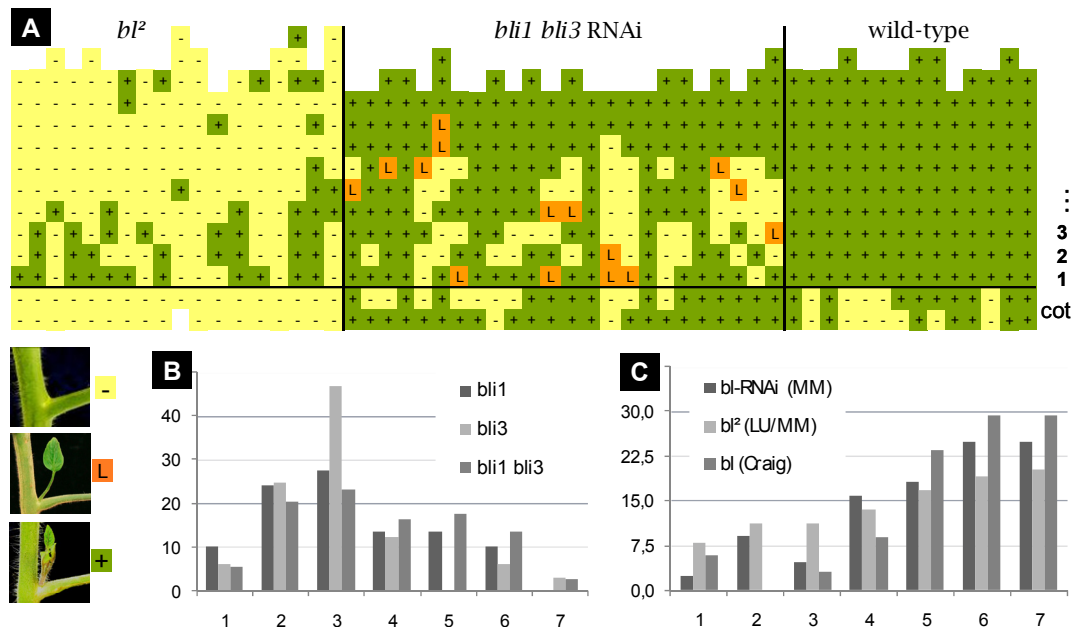 A
bl²
bli1 bli3 RNAi
wild-type
⋮
3
2
1
cot
-
L
+
B
40
30
20
10
0
1 2 3 4 5 6 7
bli1
bli3
bli1 bli3
C
30,0
22,5
15,0
7,5
0,0
1 2 3 4 5 6 7
bl-RNAi (MM)
bl² (LU/MM)
bl (Craig)